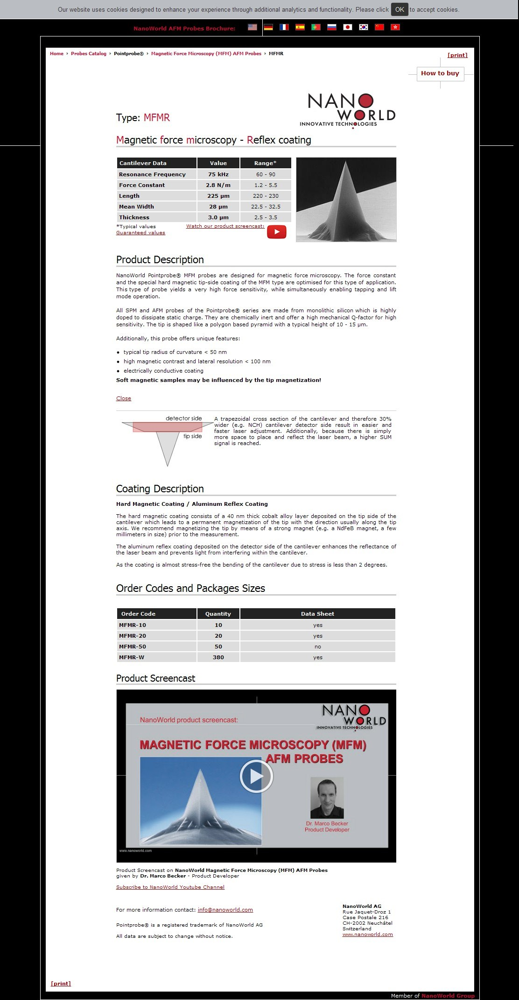 Our website uses cookies designed to enhance your experience through additional analytics and functionality. Please click OK to accept cookies.
NanoWorld AFM Probes Brochure:
Home › Probes Catalog › Pointprobe® › Magnetic Force Microscopy (MFM) AFM Probes › MFMR
[print]
How to buy
NANO
WORLD
INNOVATIVE TECHNOLOGIES
Type: MFMR
Magnetic force microscopy - Reflex coating
Cantilever Data Value Range*
Resonance Frequency 75 kHz 60 - 90
Force Constant 2.8 N/m 1.2 - 5.5
Length 225 µm 220 - 230
Mean Width 28 µm 22.5 - 32.5
Thickness 3.0 µm 2.5 - 3.5
*Typical values
Guaranteed values
Watch our product screencast:
Product Description
NanoWorld Pointprobe® MFM probes are designed for magnetic force microscopy. The force constant
and the special hard magnetic tip-side coating of the MFM type are optimised for this type of application.
This type of probe yields a very high force sensitivity, while simultaneously enabling tapping and lift
mode operation.
All SPM and AFM probes of the Pointprobe® series are made from monolithic silicon which is highly
doped to dissipate static charge. They are chemically inert and offer a high mechanical Q-factor for high
sensitivity. The tip is shaped like a polygon based pyramid with a typical height of 10 - 15 µm.
Additionally, this probe offers unique features:
• typical tip radius of curvature < 50 nm
• high magnetic contrast and lateral resolution < 100 nm
• electrically conductive coating
Soft magnetic samples may be influenced by the tip magnetization!
Close
detector side
tip side
A trapezoidal cross section of the cantilever and therefore 30%
wider (e.g. NCH) cantilever detector side result in easier and
faster laser adjustment. Additionally, because there is simply
more space to place and reflect the laser beam, a higher SUM
signal is reached.
Coating Description
Hard Magnetic Coating / Aluminum Reflex Coating
The hard magnetic coating consists of a 40 nm thick cobalt alloy layer deposited on the tip side of the
cantilever which leads to a permanent magnetization of the tip with the direction usually along the tip
axis. We recommend magnetizing the tip by means of a strong magnet (e.g. a NdFeB magnet, a few
millimeters in size) prior to the measurement.
The aluminum reflex coating deposited on the detector side of the cantilever enhances the reflectance of
the laser beam and prevents light from interfering within the cantilever.
As the coating is almost stress-free the bending of the cantilever due to stress is less than 2 degrees.
Order Codes and Packages Sizes
Order Code Quantity Data Sheet
MFMR-10 10 yes
MFMR-20 20 yes
MFMR-50 50 no
MFMR-W 380 yes
Product Screencast
NANO
WORLD
INNOVATIVE TECHNOLOGIES
NanoWorld product screencast:
MAGNETIC FORCE MICROSCOPY (MFM)
AFM PROBES
Dr. Marco Becker
Product Developer
www.nanoworld.com
Product Screencast on NanoWorld Magnetic Force Microscopy (MFM) AFM Probes
given by Dr. Marco Becker - Product Developer
Subscribe to NanoWorld Youtube Channel
For more information contact: info@nanoworld.com
Pointprobe® is a registered trademark of NanoWorld AG
All data are subject to change without notice.
NanoWorld AG
Rue Jaquet-Droz 1
Case Postale 216
CH-2002 Neuchâtel
Switzerland
www.nanoworld.com
[print]
Member of NanoWorld Group